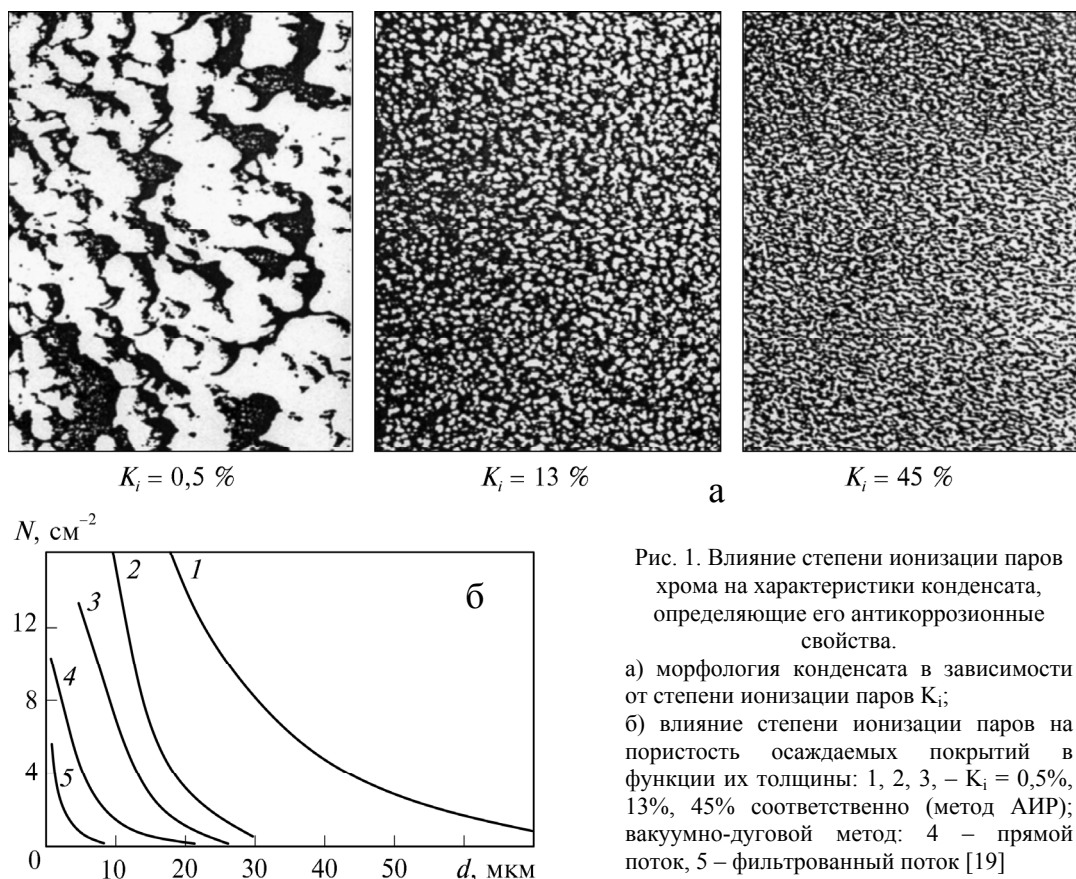 K_i = 0,5 %
K_i = 13 %
K_i = 45 %
а
N, см⁻²
б
1
2
3
4
5
12
8
4
0
10
20
30
40
50
d, мкм
Рис. 1. Влияние степени ионизации паров
хрома на характеристики конденсата,
определяющие его антикоррозионные
свойства.
а) морфология конденсата в зависимости
от степени ионизации паров K_i;
б) влияние степени ионизации паров на
пористость осаждаемых покрытий в
функции их толщины: 1, 2, 3, – K_i = 0,5%,
13%, 45% соответственно (метод АИР);
вакуумно-дуговой метод: 4 – прямой
поток, 5 – фильтрованный поток [19]